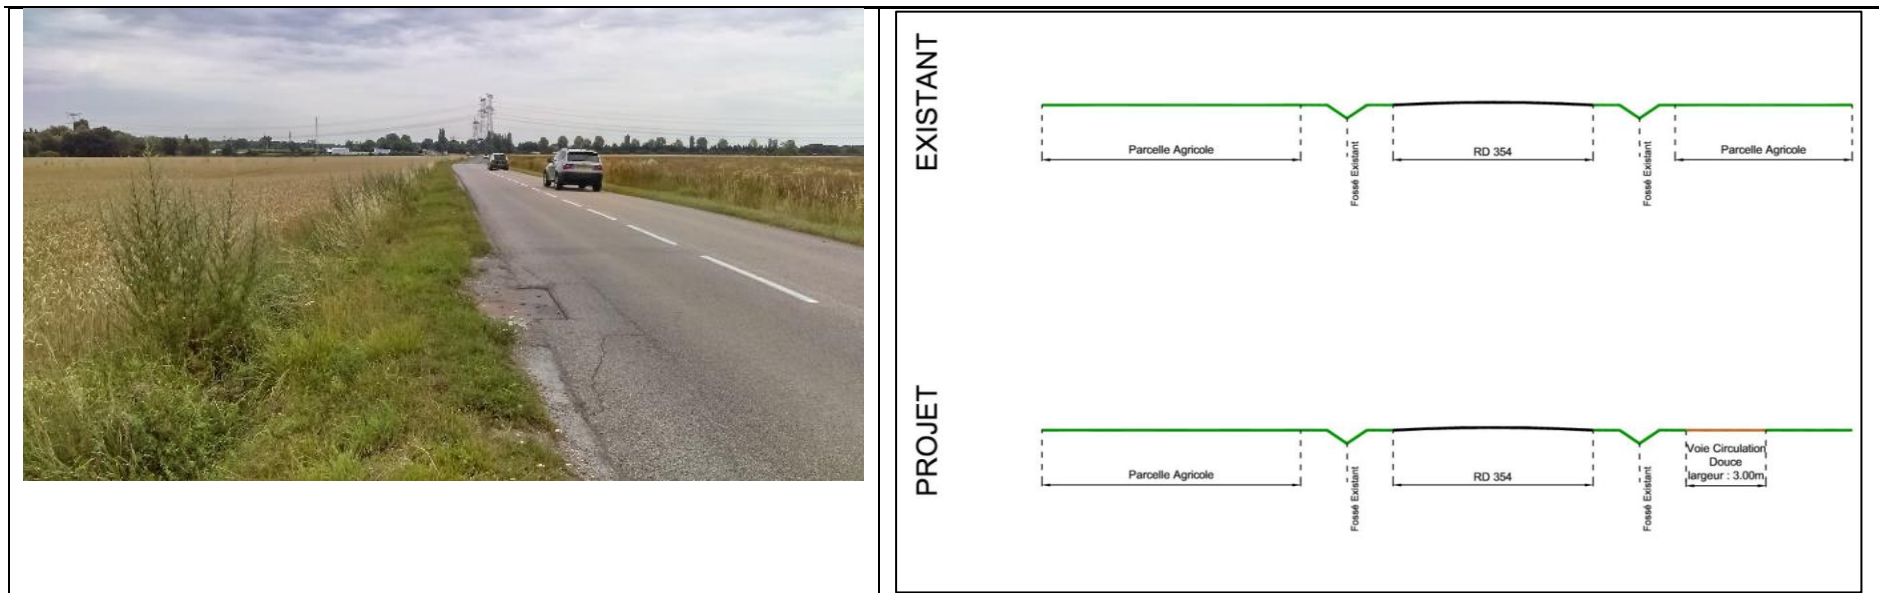 EXISTANT
Parcelle Agricole
Fossé Existant
RD 354
Fossé Existant
Parcelle Agricole
PROJET
Parcelle Agricole
Fossé Existant
RD 354
Fossé Existant
Voie Circulation
Douce
largeur : 3.00m